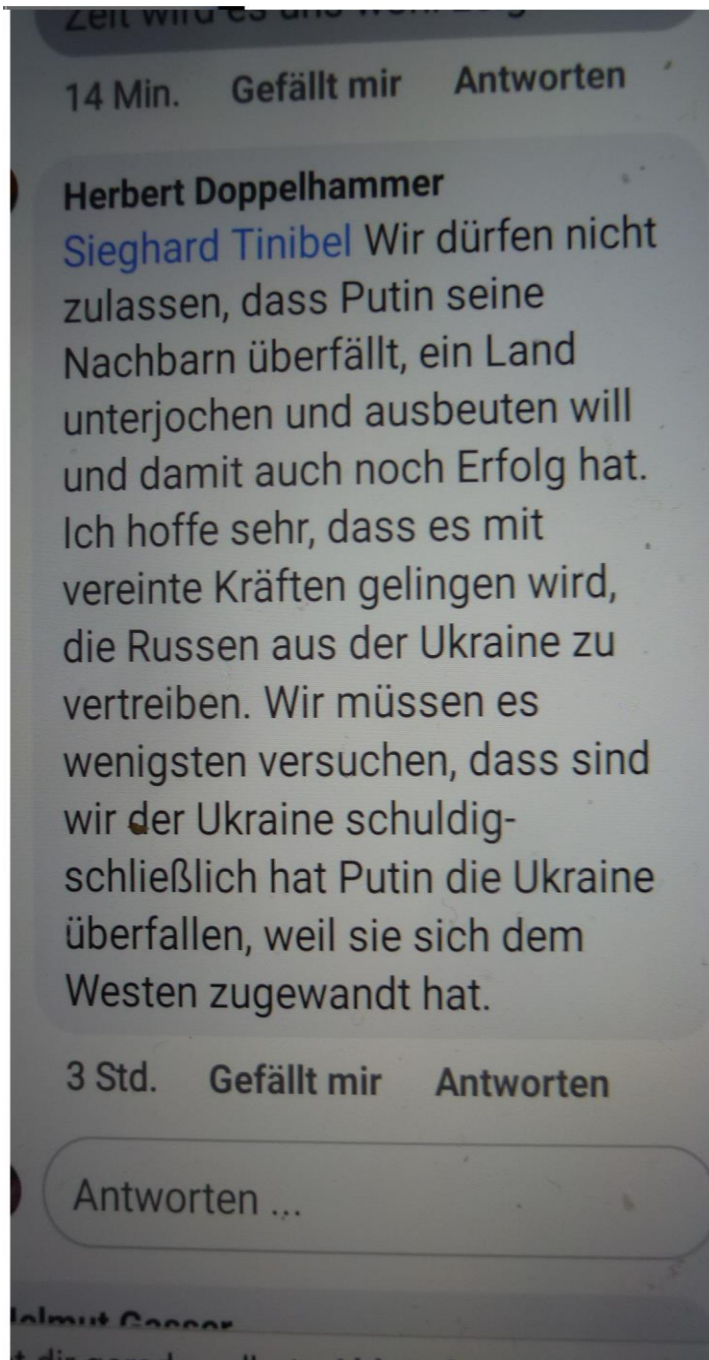 Zeit wird es uns
14 Min. Gefällt mir Antworten
Herbert Doppelhammer
Sieghard Tinibel Wir dürfen nicht
zulassen, dass Putin seine
Nachbarn überfällt, ein Land
unterjochen und ausbeuten will
und damit auch noch Erfolg hat.
Ich hoffe sehr, dass es mit
vereinte Kräften gelingen wird,
die Russen aus der Ukraine zu
vertreiben. Wir müssen es
wenigsten versuchen, dass sind
wir der Ukraine schuldig-
schließlich hat Putin die Ukraine
überfallen, weil sie sich dem
Westen zugewandt hat.
3 Std. Gefällt mir Antworten
Antworten ...